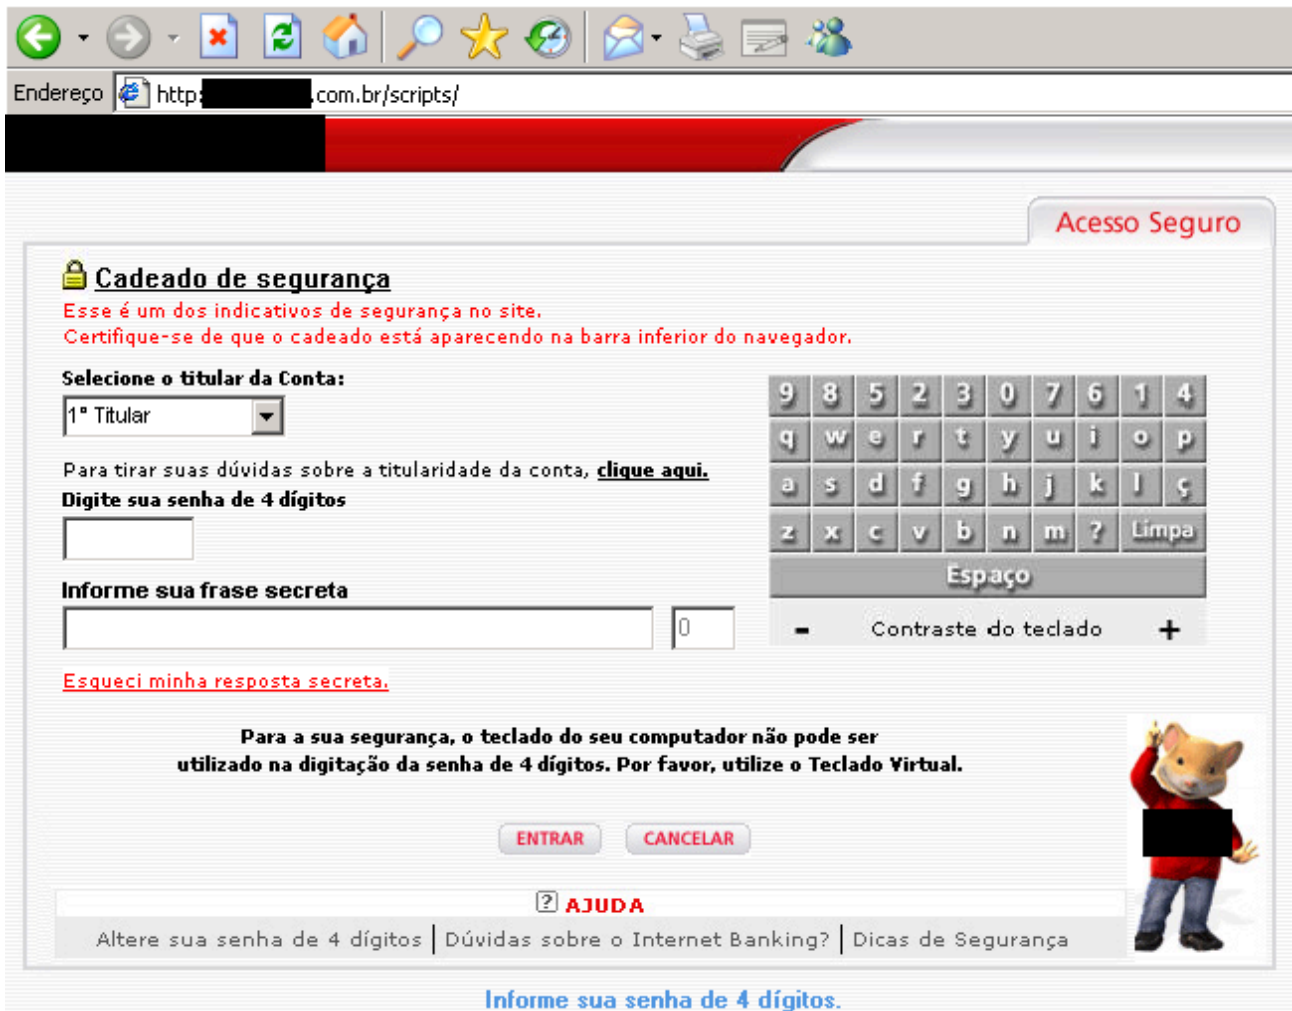 Endereço http: .com.br/scripts/
Acesso Seguro
Cadeado de segurança
Esse é um dos indicativos de segurança no site.
Certifique-se de que o cadeado está aparecendo na barra inferior do navegador.
Selecione o titular da Conta:
1° Titular
Para tirar suas dúvidas sobre a titularidade da conta, clique aqui.
Digite sua senha de 4 dígitos
Informe sua frase secreta
0
Esqueci minha resposta secreta.
9 8 5 2 3 0 7 6 1 4
q w e r t y u i o p
a s d f g h j k l ç
z x c v b n m ? Limpa
Espaço
- Contraste do teclado +
Para a sua segurança, o teclado do seu computador não pode ser
utilizado na digitação da senha de 4 dígitos. Por favor, utilize o Teclado Virtual.
ENTRAR CANCELAR
? AJUDA
Altere sua senha de 4 dígitos | Dúvidas sobre o Internet Banking? | Dicas de Segurança
Informe sua senha de 4 dígitos.